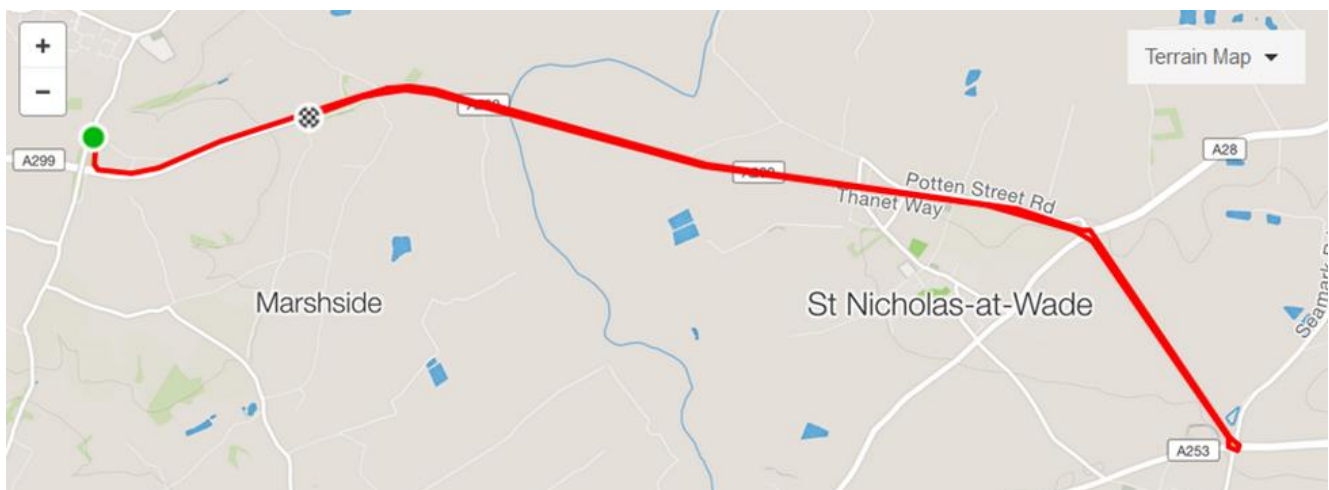 +
Terrain Map
−
A299
A28
Potten Street Rd
Thanet Way
Marshside
St Nicholas-at-Wade
A253